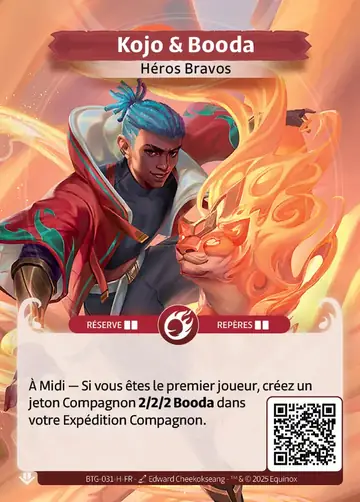 Kojo & Booda
Héros Bravos
RÉSERVE
REPÈRES
À Midi — Si vous êtes le premier joueur, créez un
jeton Compagnon 2/2/2 Booda dans
votre Expédition Compagnon.
BTG-031-H-FR - Edward Cheekokseang - ™ & © 2025 Equinox